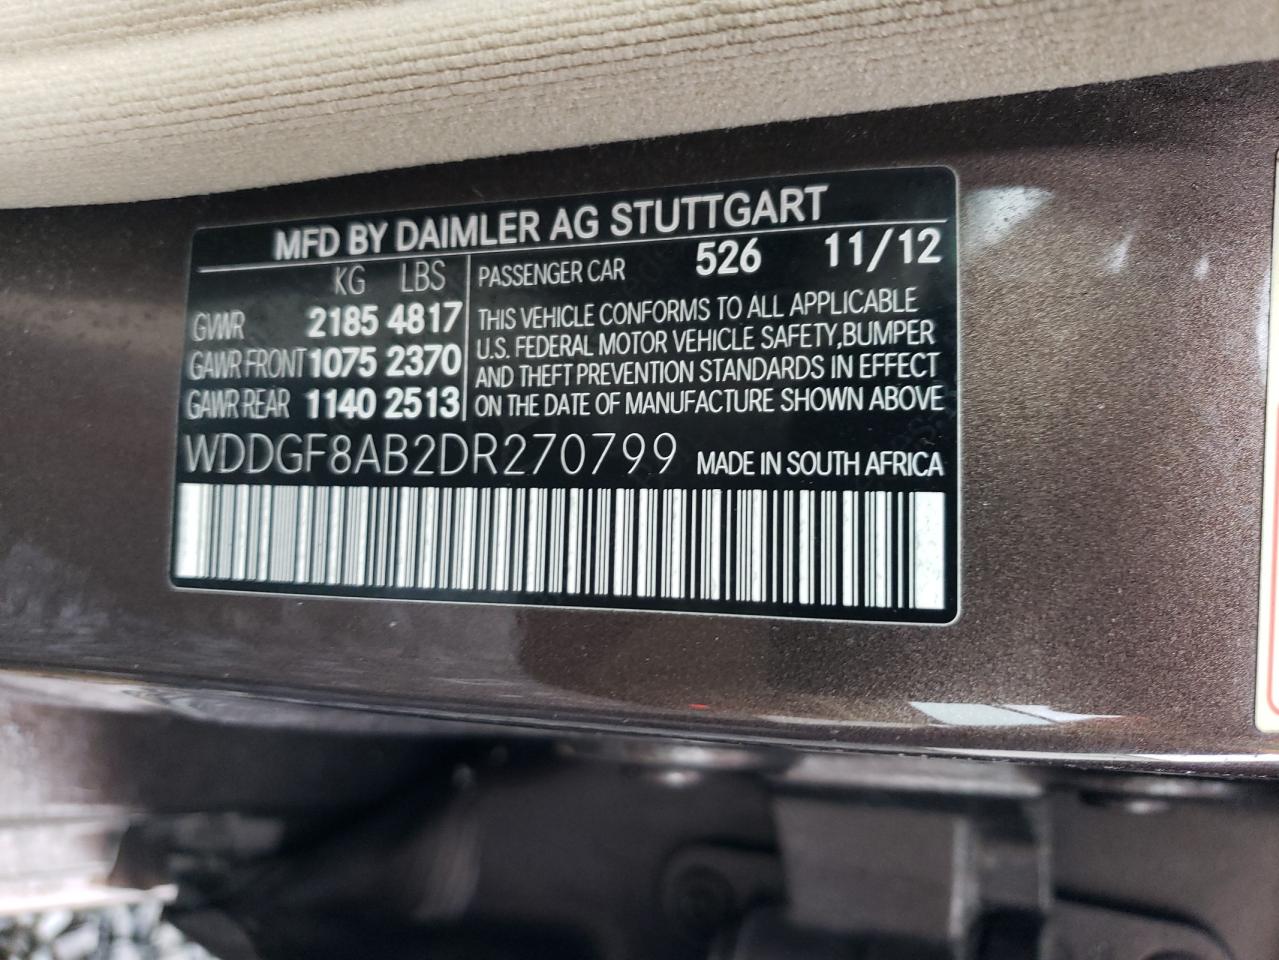 MFD BY DAIMLER AG STUTTGART
KG LBS
GVWR 2185 4817
GAWR FRONT 1075 2370
GAWR REAR 1140 2513
PASSENGER CAR 526 11/12
THIS VEHICLE CONFORMS TO ALL APPLICABLE
U.S. FEDERAL MOTOR VEHICLE SAFETY,BUMPER
AND THEFT PREVENTION STANDARDS IN EFFECT
ON THE DATE OF MANUFACTURE SHOWN ABOVE
WDDGF8AB2DR270799 MADE IN SOUTH AFRICA